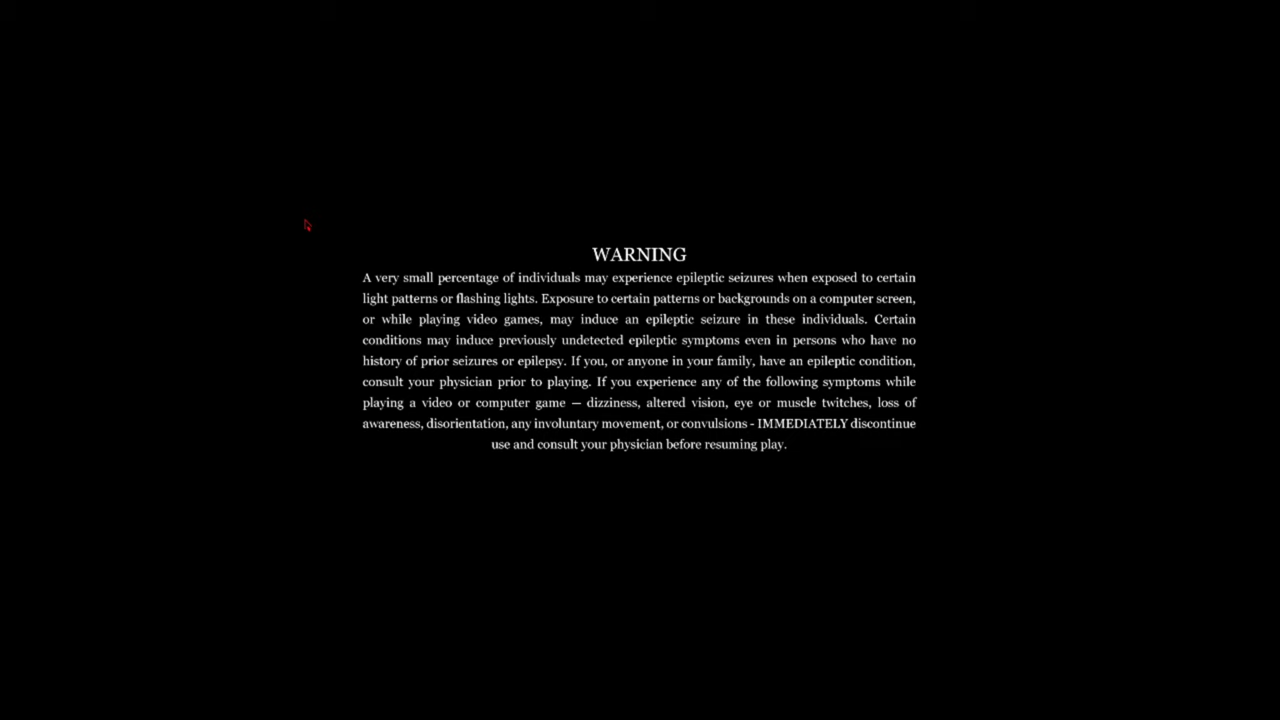 WARNING
A very small percentage of individuals may experience epileptic seizures when exposed to certain
light patterns or flashing lights. Exposure to certain patterns or backgrounds on a computer screen,
or while playing video games, may induce an epileptic seizure in these individuals. Certain
conditions may induce previously undetected epileptic symptoms even in persons who have no
history of prior seizures or epilepsy. If you, or anyone in your family, have an epileptic condition,
consult your physician prior to playing. If you experience any of the following symptoms while
playing a video or computer game — dizziness, altered vision, eye or muscle twitches, loss of
awareness, disorientation, any involuntary movement, or convulsions - IMMEDIATELY discontinue
use and consult your physician before resuming play.